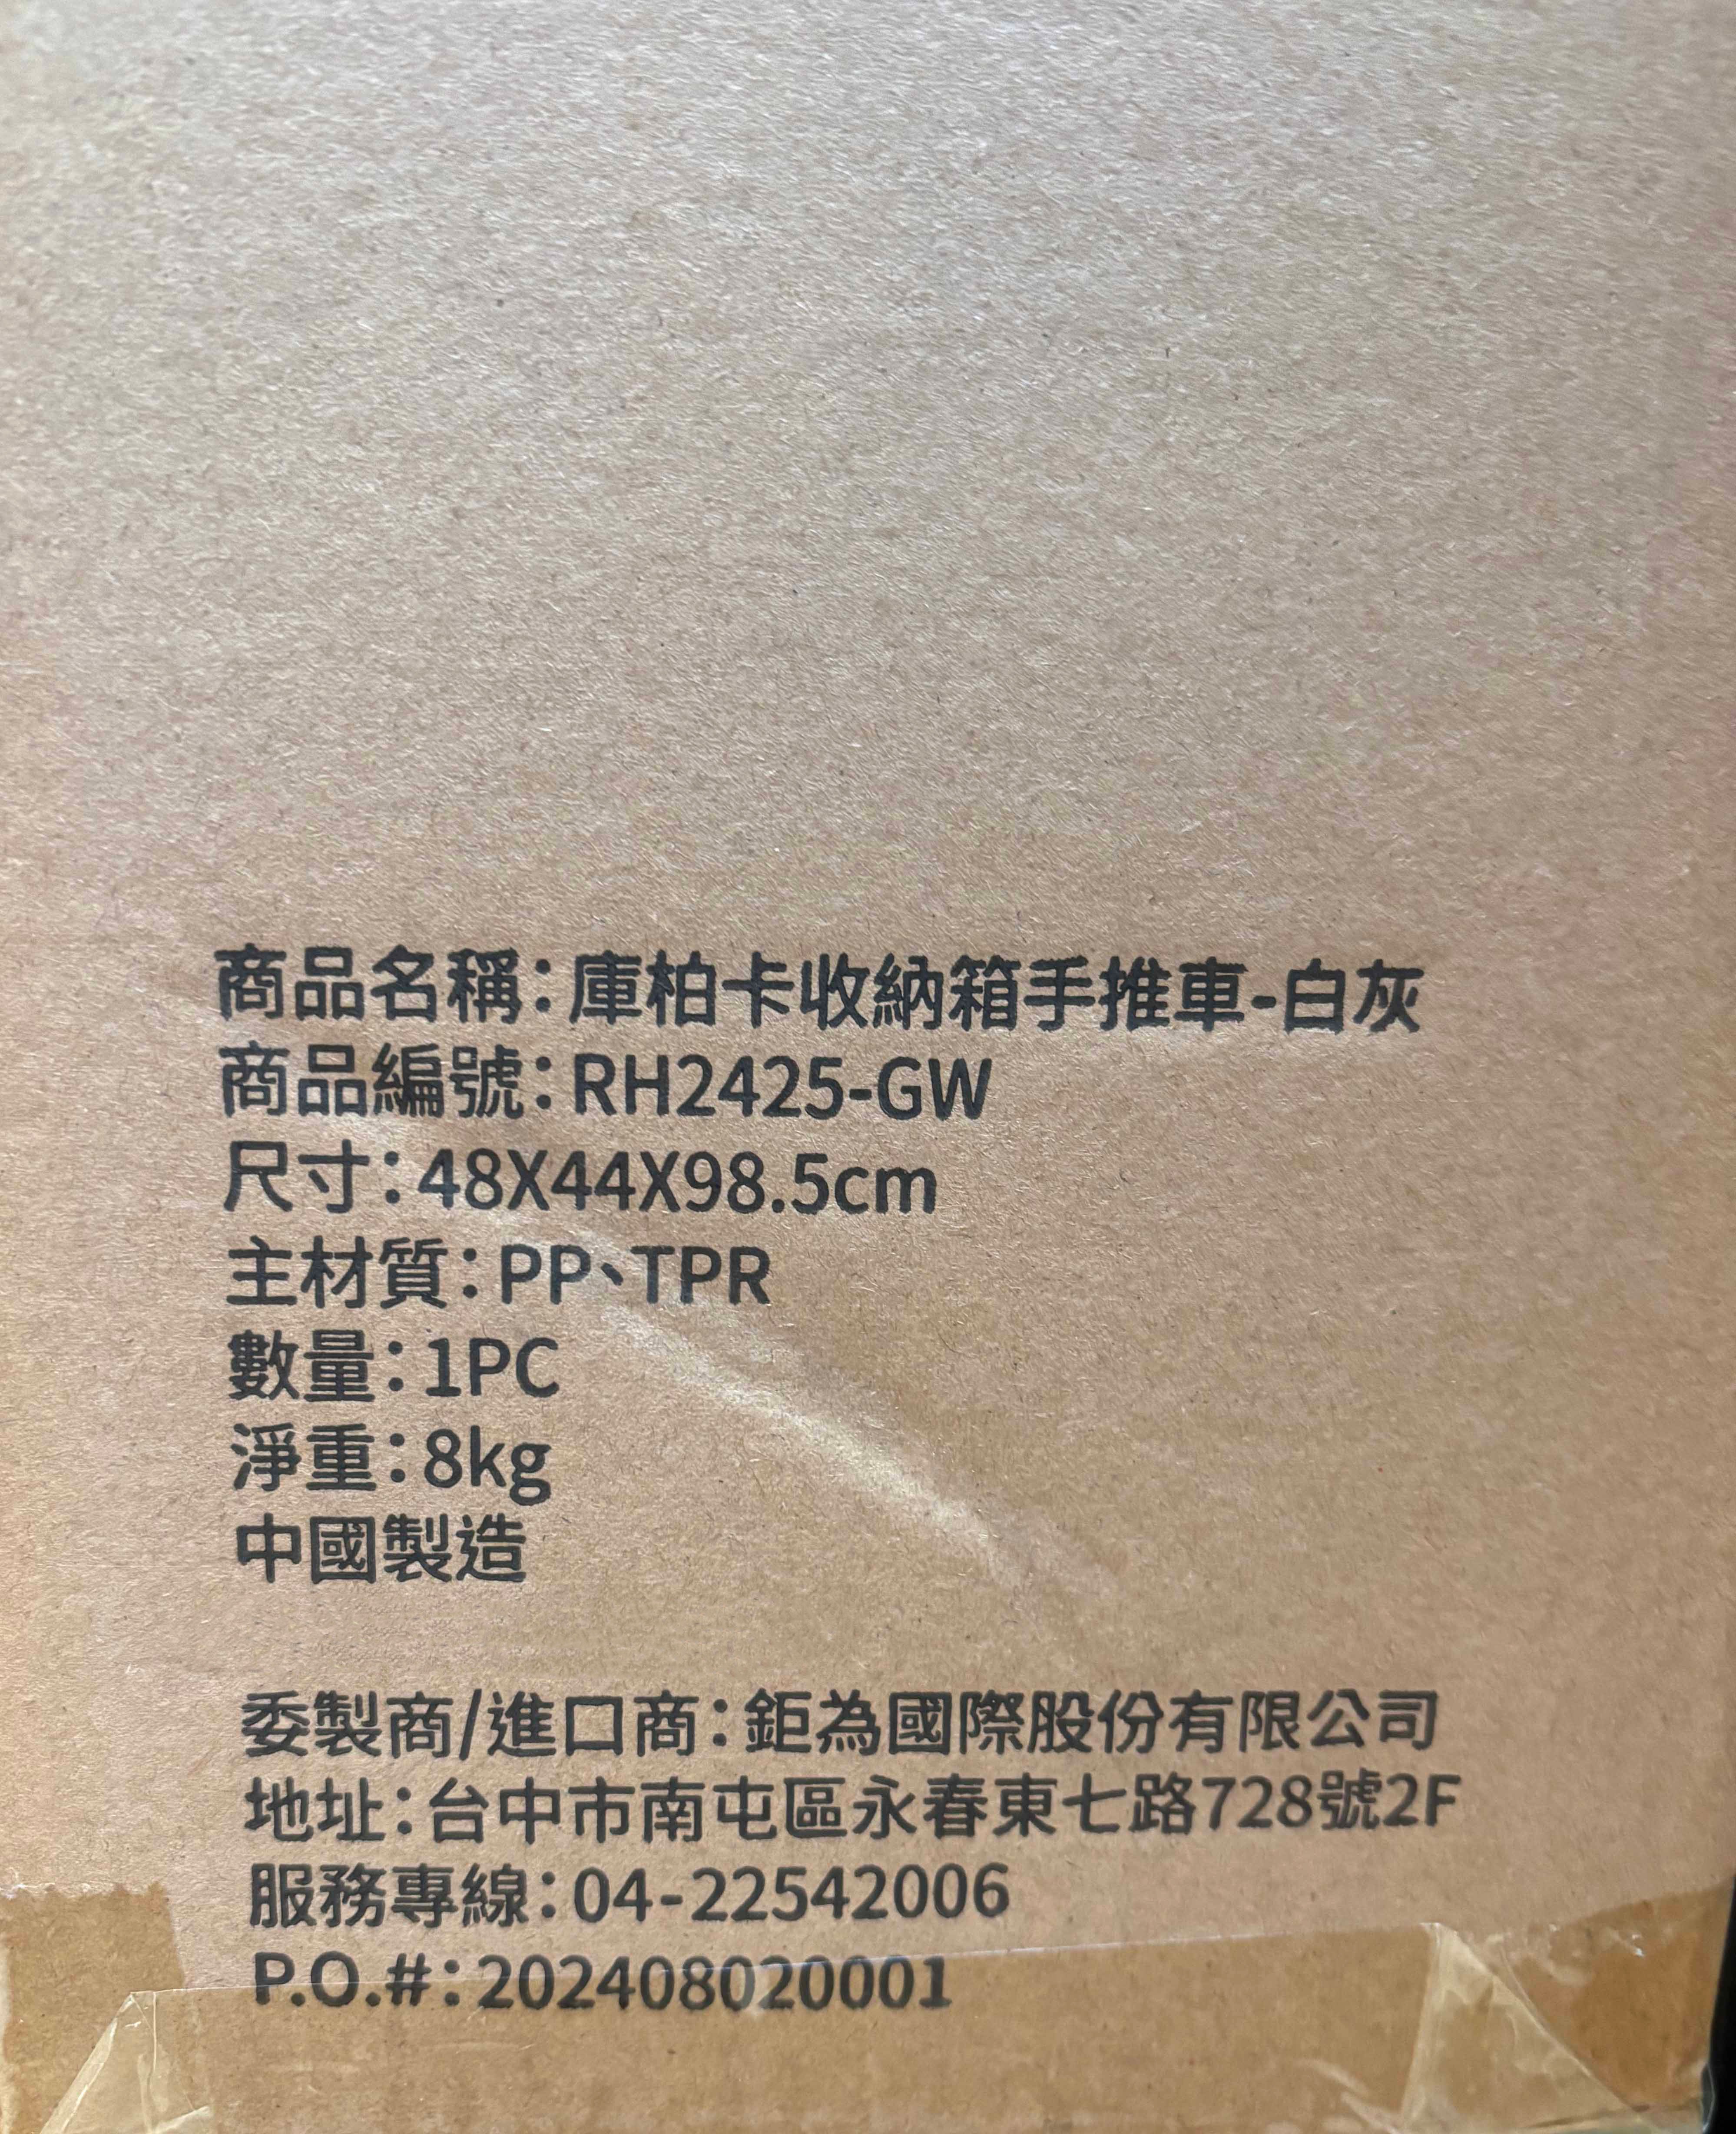 商品名稱：庫柏卡收納箱手推車-白灰
商品編號：RH2425-GW
尺寸：48X44X98.5cm
主材質：PP、TPR
數量：1PC
淨重：8kg
中國製造
委製商/進口商：鉅為國際股份有限公司
地址：台中市南屯區永春東七路728號2F
服務專線：04-22542006
P.O.#：202408020001